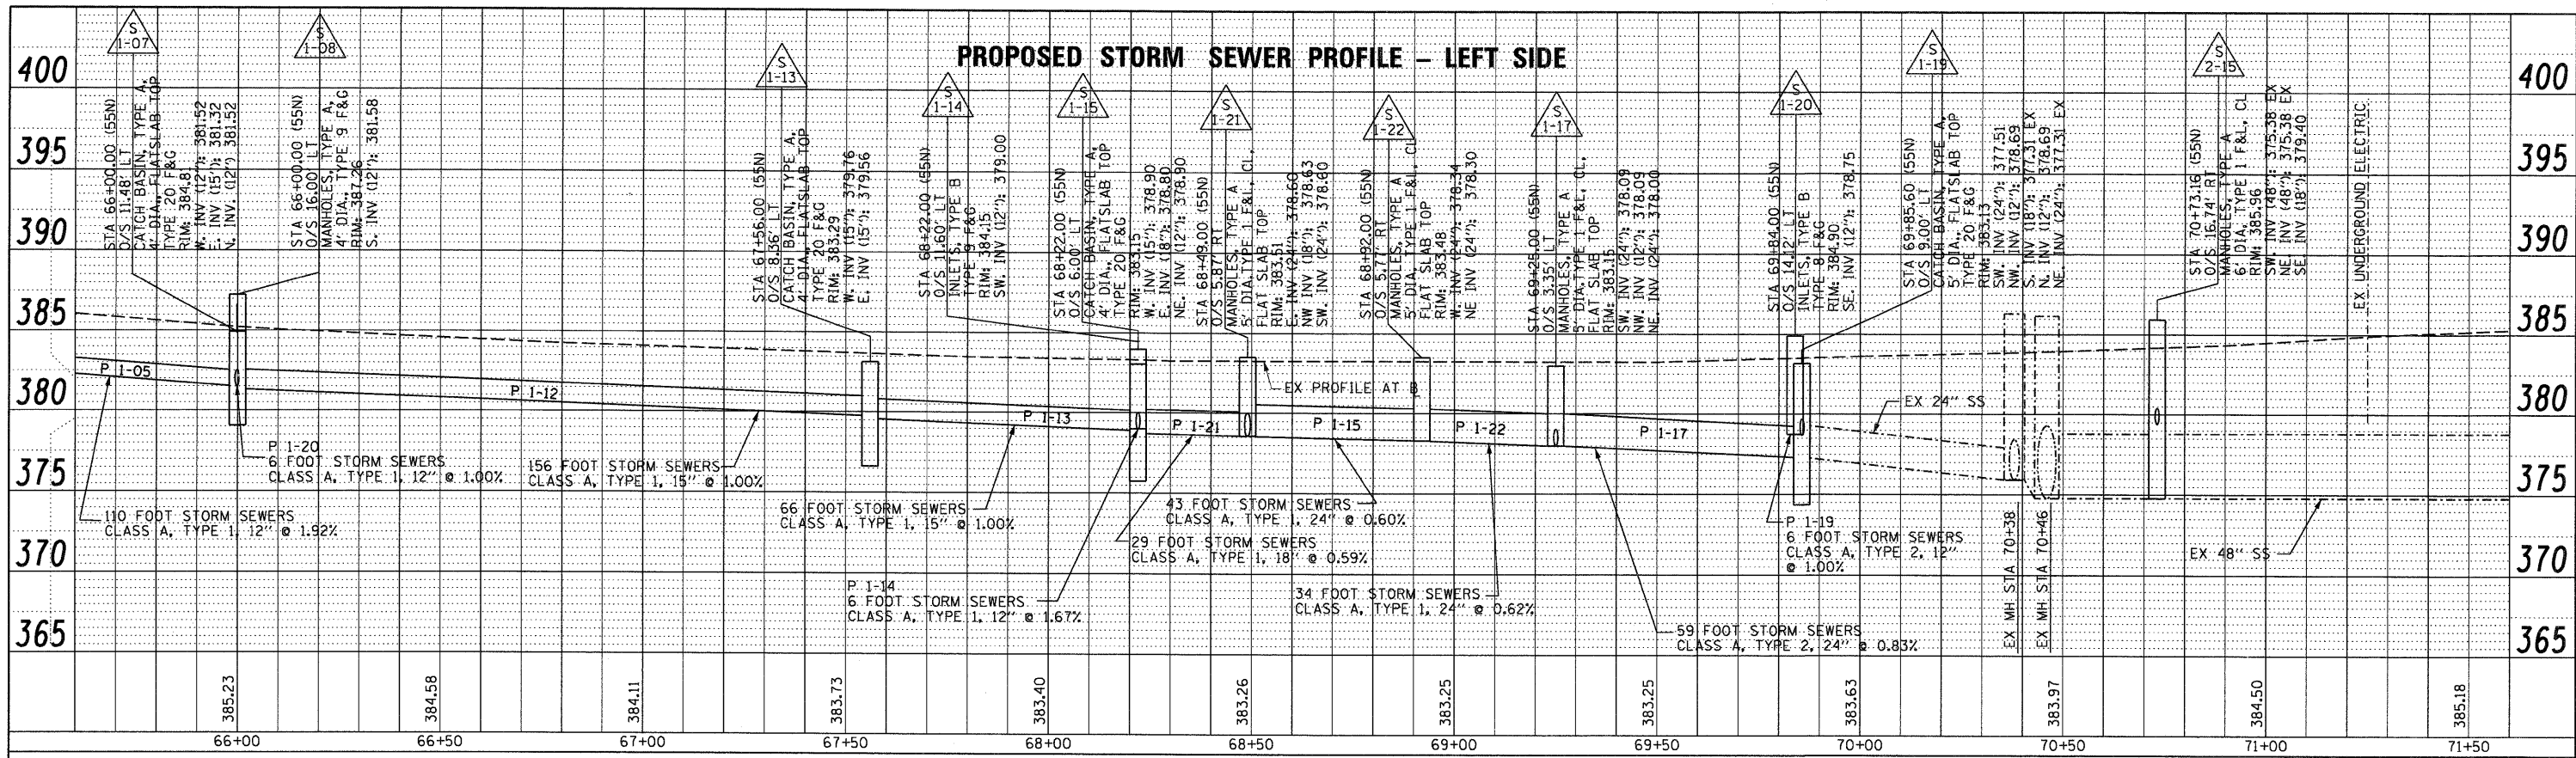 PROPOSED STORM SEWER PROFILE – LEFT SIDE
S
1-07
S
1-08
S
1-13
S
1-14
S
1-15
S
1-21
S
1-22
S
1-17
S
1-20
S
1-19
S
2-15
400
395
390
385
380
375
370
365
400
395
390
385
380
375
370
365
STA 66+00.00 (55N)
O/S 11.48' LT
CATCH BASIN, TYPE A,
4' DIA., FLATSLAB TOP
TYPE 20 F&G
RIM: 384.81
W. INV (12"): 381.52
E. INV (15"): 381.32
N. INV. (12") 381.52
STA 66+00.00 (55N)
O/S 16.00' LT
MANHOLES, TYPE A,
4' DIA., TYPE 9 F&G
RIM: 387.26
S. INV (12"): 381.58
STA 67+56.00 (55N)
O/S 8.56' LT
CATCH BASIN, TYPE A,
4' DIA., FLATSLAB TOP
TYPE 20 F&G
RIM: 383.29
W. INV (15"): 379.76
E. INV (15"): 379.56
STA 68+22.00 (55N)
O/S 11.60' LT
INLETS, TYPE B
TYPE 9 F&G
RIM: 384.15
SW. INV (12"): 379.00
STA 68+22.00 (55N)
O/S 6.00' LT
CATCH BASIN, TYPE A,
4' DIA., FLATSLAB TOP
TYPE 20 F&G
RIM: 383.15
W. INV (15"): 378.90
E. INV (18"): 378.80
NE. INV (12"): 378.90
STA 68+49.00 (55N)
O/S 5.87' RT
MANHOLES, TYPE A
5' DIA. TYPE 1 F&L, CL,
FLAT SLAB TOP
RIM: 383.51
E. INV (24"): 378.60
NW INV (18"): 378.63
SW. INV (24"): 378.60
STA 68+92.00 (55N)
O/S 5.77' RT
MANHOLES, TYPE A
5' DIA. TYPE 1 F&L, CL
FLAT SLAB TOP
RIM: 383.48
W. INV (24"): 378.34
NE INV (24"): 378.30
STA 69+25.00 (55N)
O/S 3.35' LT
MANHOLES, TYPE A
5' DIA. TYPE 1 F&L, CL,
FLAT SLAB TOP
RIM: 383.15
SW. INV (24"): 378.09
NW. INV (12"): 378.09
NE. INV (24"): 378.00
STA 69+84.00 (55N)
O/S 14.12' LT
INLETS, TYPE B
TYPE 8 F&G
RIM: 384.90
SE. INV (12"): 378.75
STA 69+85.60 (55N)
O/S 9.00' LT
CATCH BASIN, TYPE A,
5' DIA., FLATSLAB TOP
TYPE 20 F&G
RIM: 383.13
SW. INV (24"): 377.51
NW. INV (12"): 378.69
S. INV (18"): 377.31 EX
N. INV (12"): 378.69
NE. INV (24"): 377.31 EX
STA 70+73.16 (55N)
O/S 16.74' RT
MANHOLES, TYPE A
6' DIA., TYPE 1 F&L, CL
RIM: 385.96
SW. INV (48"): 375.38 EX
NE. INV (48"): 375.38 EX
SE. INV (18"): 379.40
EX UNDERGROUND ELECTRIC
P 1-05
P 1-12
P 1-13
P 1-21
P 1-15
P 1-22
P 1-17
EX PROFILE AT B
EX 24" SS
EX 48" SS
EX MH STA 70+38
EX MH STA 70+46
110 FOOT STORM SEWERS
CLASS A, TYPE 1, 12" @ 1.92%
P 1-20
6 FOOT STORM SEWERS
CLASS A, TYPE 1, 12" @ 1.00%
156 FOOT STORM SEWERS
CLASS A, TYPE 1, 15" @ 1.00%
66 FOOT STORM SEWERS
CLASS A, TYPE 1, 15" @ 1.00%
P 1-14
6 FOOT STORM SEWERS
CLASS A, TYPE 1, 12" @ 1.67%
29 FOOT STORM SEWERS
CLASS A, TYPE 1, 18" @ 0.59%
43 FOOT STORM SEWERS
CLASS A, TYPE 1, 24" @ 0.60%
34 FOOT STORM SEWERS
CLASS A, TYPE 1, 24" @ 0.62%
59 FOOT STORM SEWERS
CLASS A, TYPE 2, 24" @ 0.83%
P 1-19
6 FOOT STORM SEWERS
CLASS A, TYPE 2, 12"
@ 1.00%
385.23
384.58
384.11
383.73
383.40
383.26
383.25
383.25
383.63
383.97
384.50
385.18
66+00
66+50
67+00
67+50
68+00
68+50
69+00
69+50
70+00
70+50
71+00
71+50